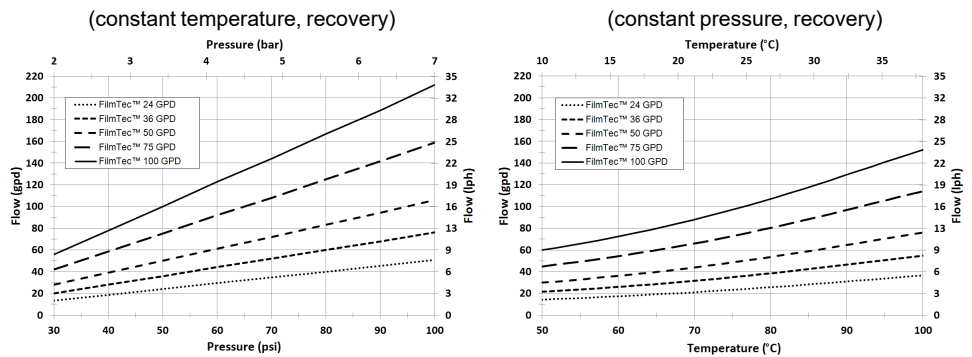 (constant temperature, recovery)
Pressure (bar)
2 3 4 5 6 7
220 35
200 32
180 28
160 25
140 22
120 19
100 16
80 13
60 9
40 6
20 3
0 0
Flow (gpd)
Flow (lph)
FilmTec™ 24 GPD
FilmTec™ 36 GPD
FilmTec™ 50 GPD
FilmTec™ 75 GPD
FilmTec™ 100 GPD
30 40 50 60 70 80 90 100
Pressure (psi)
(constant pressure, recovery)
Temperature (°C)
10 15 20 25 30 35
220 35
200 32
180 28
160 25
140 22
120 19
100 16
80 13
60 9
40 6
20 3
0 0
Flow (gpd)
Flow (lph)
FilmTec™ 24 GPD
FilmTec™ 36 GPD
FilmTec™ 50 GPD
FilmTec™ 75 GPD
FilmTec™ 100 GPD
50 60 70 80 90 100
Temperature (°C)